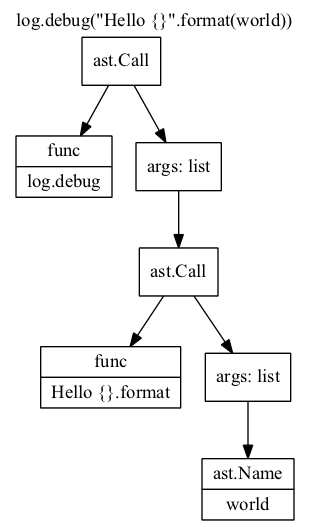 log.debug("Hello {}".format(world))
ast.Call
func
log.debug
args: list
ast.Call
func
Hello {}.format
args: list
ast.Name
world